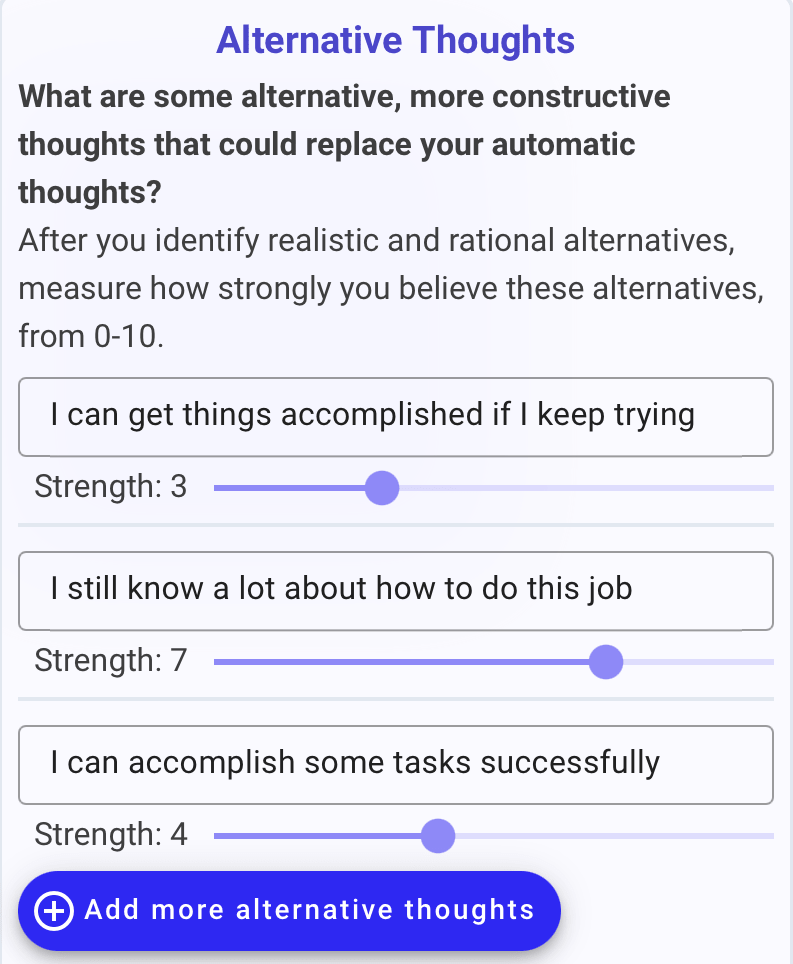 Alternative Thoughts
What are some alternative, more constructive
thoughts that could replace your automatic
thoughts?
After you identify realistic and rational alternatives,
measure how strongly you believe these alternatives,
from 0-10.
I can get things accomplished if I keep trying
Strength: 3
I still know a lot about how to do this job
Strength: 7
I can accomplish some tasks successfully
Strength: 4
Add more alternative thoughts